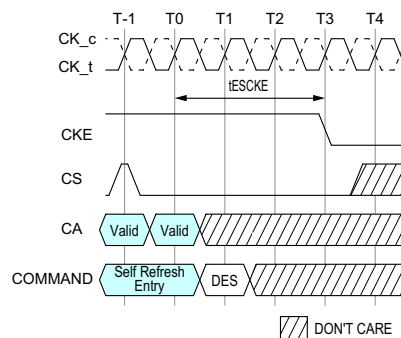 T-1 T0 T1 T2 T3 T4
CK_c
CK_t
tESCKE
CKE
CS
CA Valid Valid
COMMAND Self Refresh Entry DES
DON'T CARE